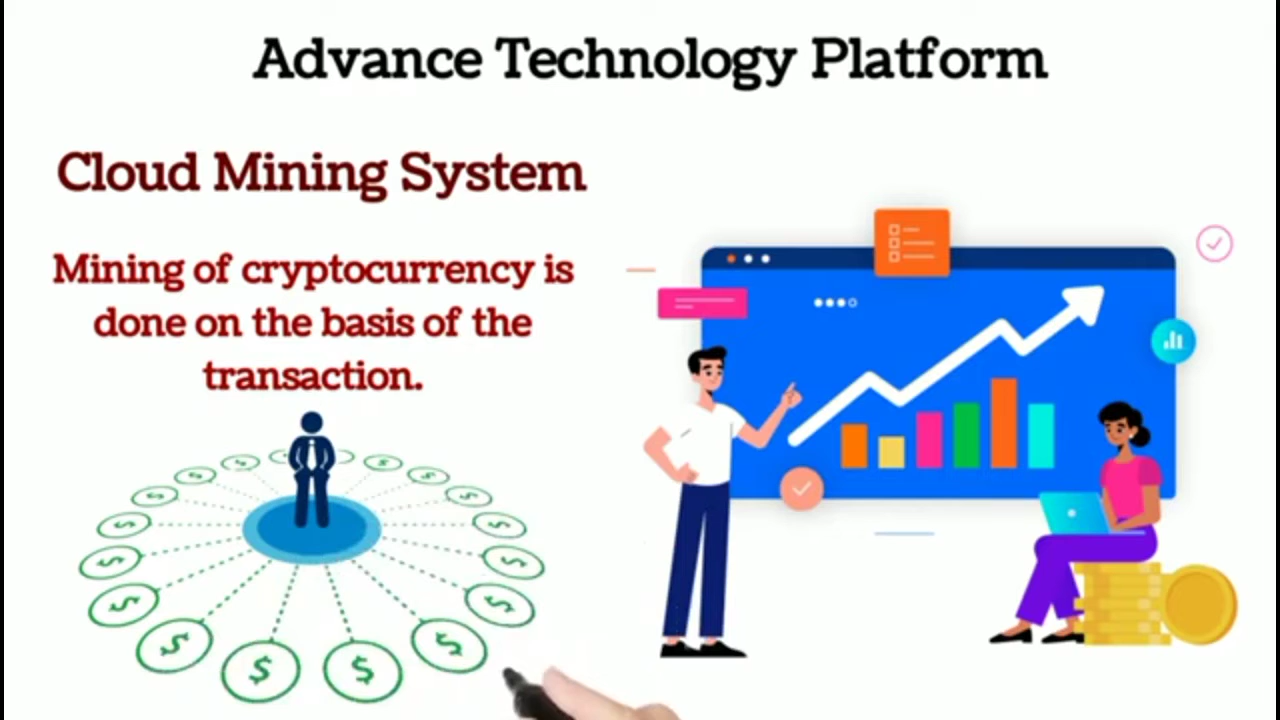 Advance Technology Platform
Cloud Mining System
Mining of cryptocurrency is
done on the basis of the
transaction.